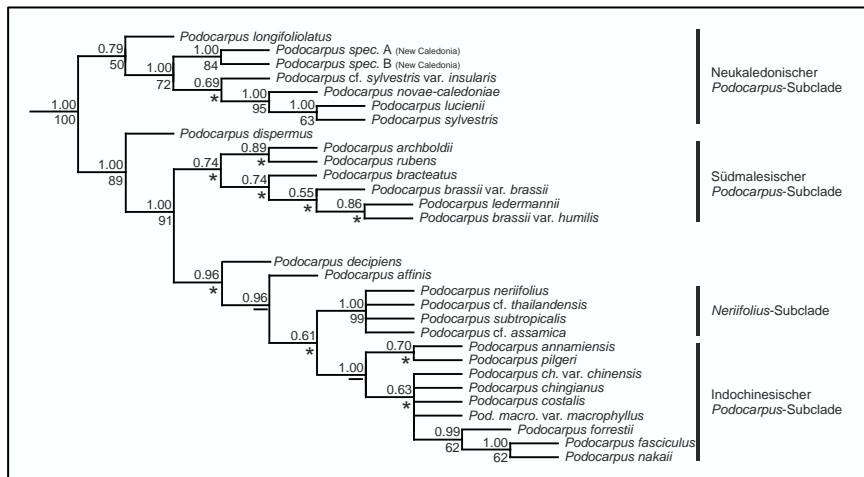 Podocarpus longifoliolatus
0.79
50
1.00
Podocarpus spec. A (New Caledonia)
84
Podocarpus spec. B (New Caledonia)
1.00
72
0.69
*
Podocarpus cf. sylvestris var. insularis
1.00
95
Podocarpus novae-caledoniae
1.00
63
Podocarpus lucienii
Podocarpus sylvestris
Neukaledonischer
Podocarpus-Subclade
1.00
100
Podocarpus dispermus
1.00
89
0.89
*
Podocarpus archboldii
Podocarpus rubens
0.74
*
0.74
*
Podocarpus bracteatus
0.55
*
Podocarpus brassii var. brassii
0.86
*
Podocarpus ledermannii
Podocarpus brassii var. humilis
Südmalesischer
Podocarpus-Subclade
1.00
91
0.96
*
Podocarpus decipiens
0.96
–
Podocarpus affinis
0.61
*
1.00
99
Podocarpus neriifolius
Podocarpus cf. thailandensis
Podocarpus subtropicalis
Podocarpus cf. assamica
Neriifolius-Subclade
1.00
–
0.70
*
Podocarpus annamiensis
Podocarpus pilgeri
0.63
*
Podocarpus ch. var. chinensis
Podocarpus chingianus
Podocarpus costalis
Pod. macro. var. macrophyllus
0.99
62
Podocarpus forrestii
1.00
62
Podocarpus fasciculus
Podocarpus nakaii
Indochinesischer
Podocarpus-Subclade